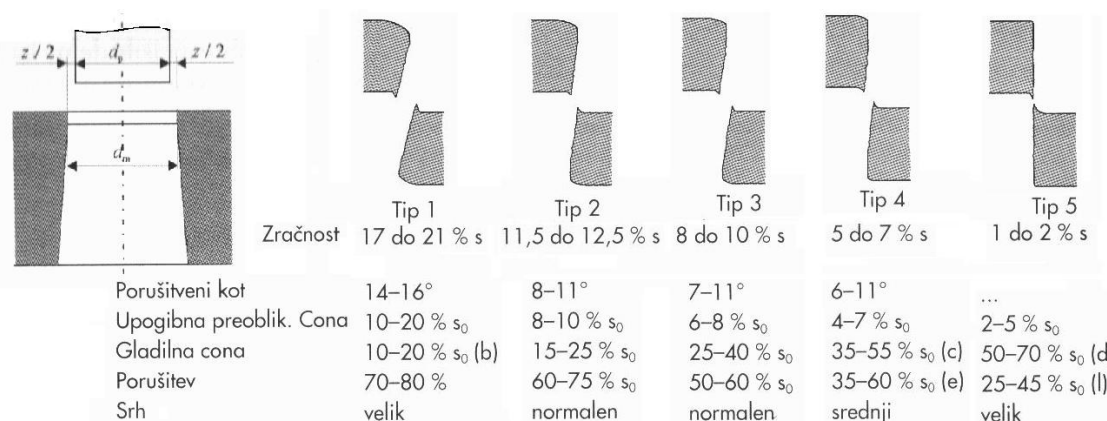 z / 2 dp z / 2
dm
Tip 1 Tip 2 Tip 3 Tip 4 Tip 5
Zračnost 17 do 21 % s 11,5 do 12,5% s 8 do 10 % s 5 do 7 % s 1 do 2 % s
Porušitveni kot 14–16° 8–11° 7–11° 6–11° ...
Upogibna preoblik. Cona 10–20 % s₀ 8–10 % s₀ 6–8 % s₀ 4–7 % s₀ 2–5 % s₀
Gladilna cona 10–20 % s₀ (b) 15–25 % s₀ 25–40 % s₀ 35–55 % s₀ (c) 50–70 % s₀ (d
Porušitev 70–80 % 60–75 % s₀ 50–60 % s₀ 35–60 % s₀ (e) 25–45 % s₀ (l)
Srh velik normalen normalen srednji velik